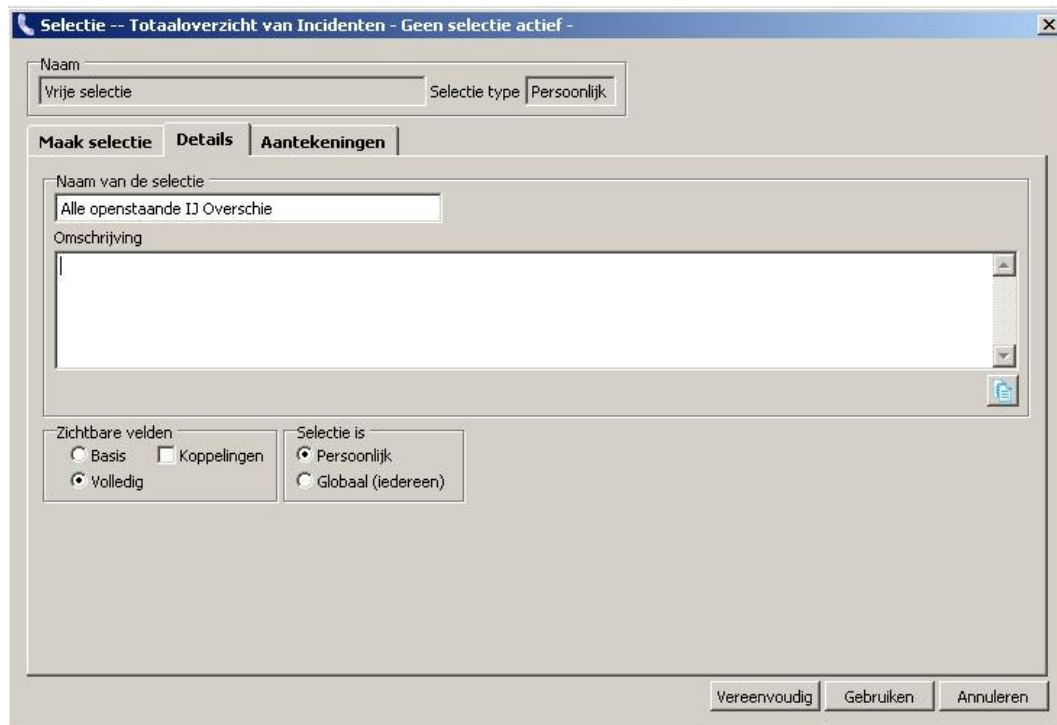 Selectie -- Totaaloverzicht van Incidenten - Geen selectie actief -
Naam
Vrije selectie Selectie type Persoonlijk
Maak selectie Details Aantekeningen
Naam van de selectie
Alle openstaande IJ Overschie
Omschrijving
Zichtbare velden Selectie is
Basis Koppelingen Persoonlijk
Volledig Globaal (iedereen)
Vereenvoudig Gebruiken Annuleren